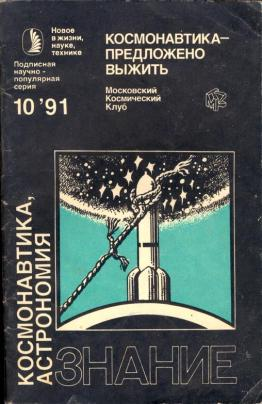 Новое
в жизни,
науке,
технике
Подписная
научно-
популярная
серия
10 '91
КОСМОНАВТИКА—
ПРЕДЛОЖЕНО
ВЫЖИТЬ
Московский
Космический
Клуб
КОСМОНАВТИКА,
АСТРОНОМИЯ
ЗНАНИЕ